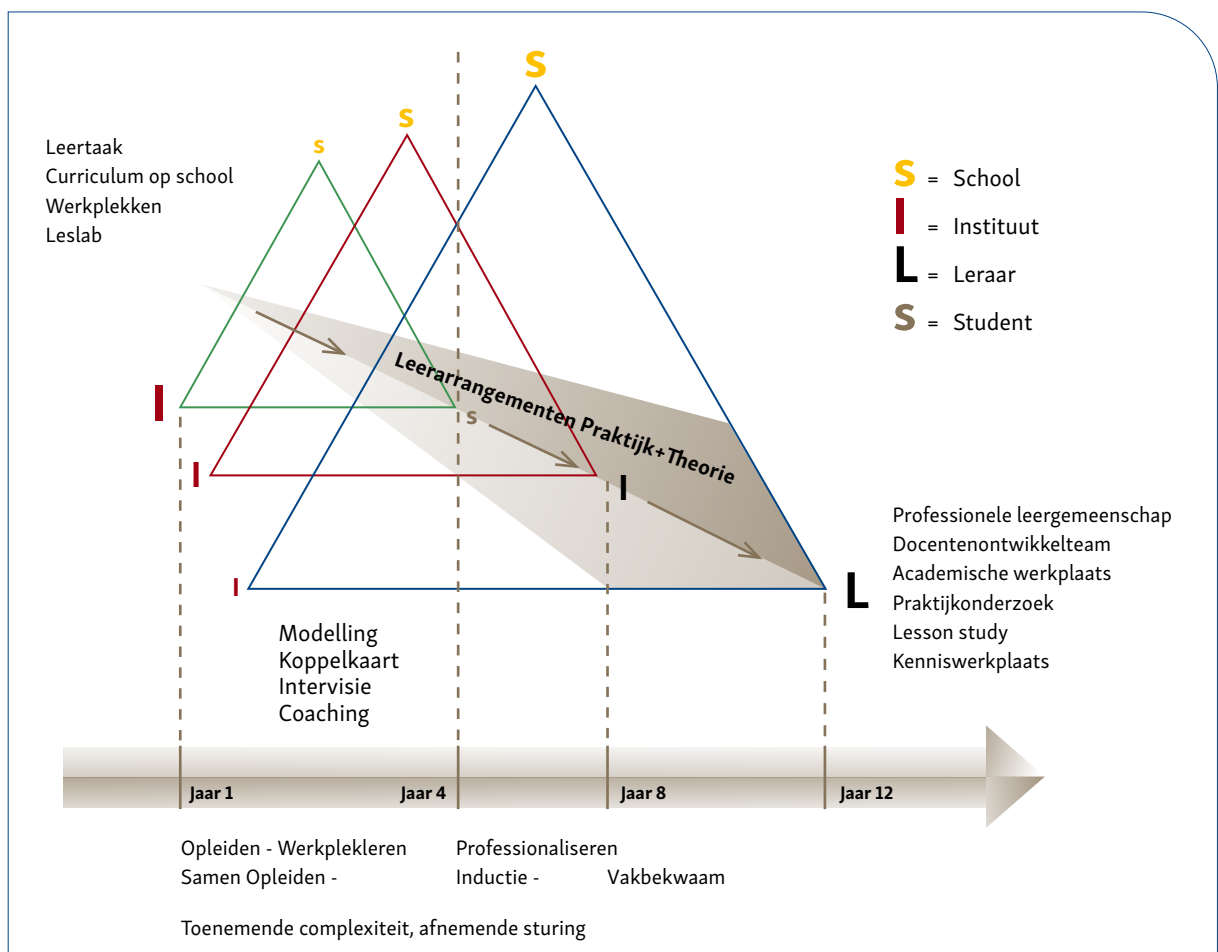 S
S
s
Leertaak
Curriculum op school
Werkplekken
Leslab
S = School
I = Instituut
L = Leraar
S = Student
Leerarrangementen Praktijk+Theorie
I
s
I
l
I
L
Professionele leergemeenschap
Docentenontwikkelteam
Academische werkplaats
Praktijkonderzoek
Lesson study
Kenniswerkplaats
Modelling
Koppelkaart
Intervisie
Coaching
Jaar 1 Jaar 4 Jaar 8 Jaar 12
Opleiden - Werkplekleren Professionaliseren
Samen Opleiden - Inductie - Vakbekwaam
Toenemende complexiteit, afnemende sturing